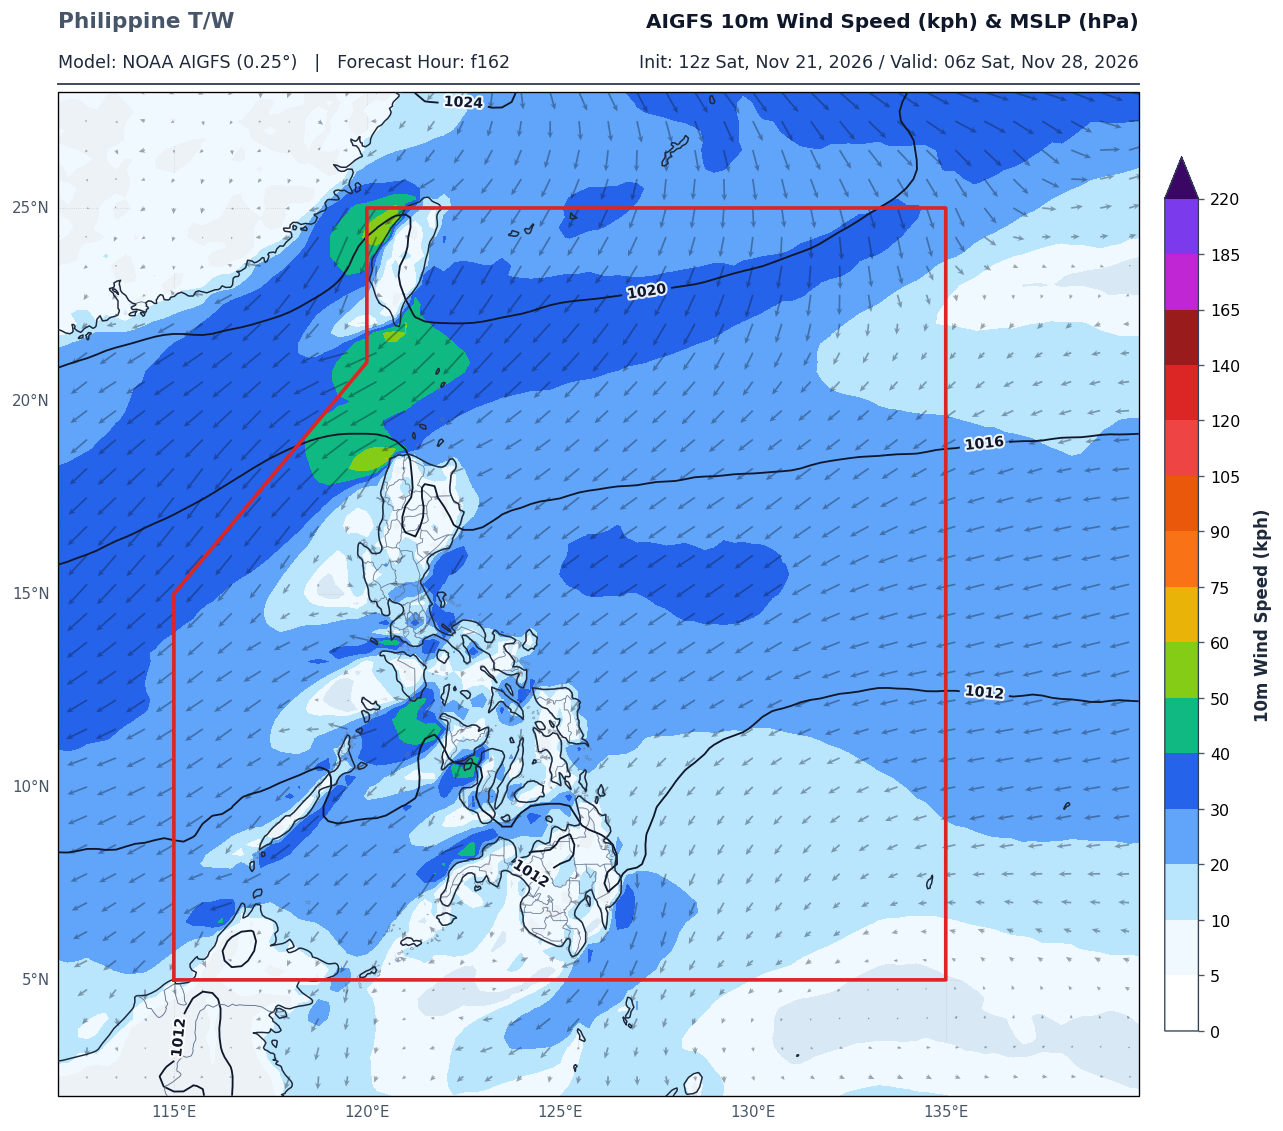 Philippine T/W
AIGFS 10m Wind Speed (kph) & MSLP (hPa)
Model: NOAA AIGFS (0.25°) | Forecast Hour: f162
Init: 12z Sat, Nov 21, 2026 / Valid: 06z Sat, Nov 28, 2026
1024
25°N
1020
20°N
1016
15°N
1012
10°N
1012
5°N
1012
115°E
120°E
125°E
130°E
135°E
220
185
165
140
120
105
90
75
60
50
40
30
20
10
5
0
10m Wind Speed (kph)